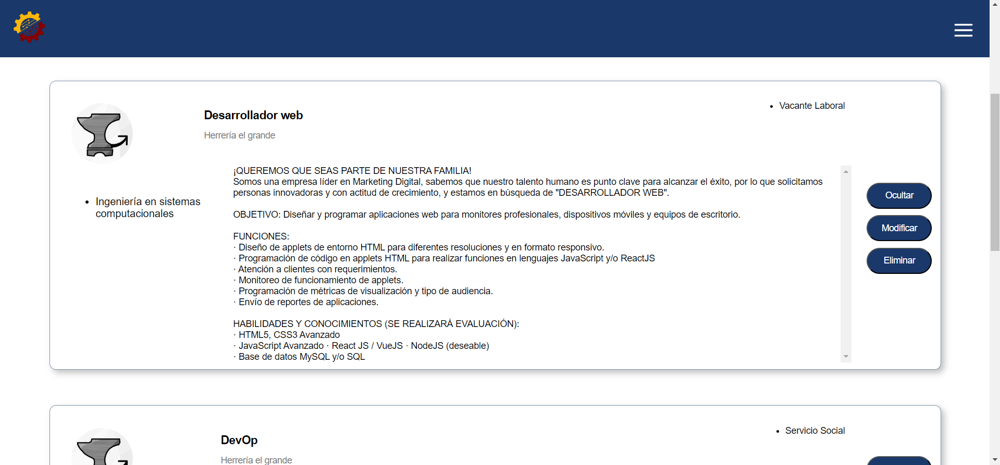 Desarrollador web
Herrería el grande
• Vacante Laboral
• Ingeniería en sistemas
computacionales
¡QUEREMOS QUE SEAS PARTE DE NUESTRA FAMILIA!
Somos una empresa líder en Marketing Digital, sabemos que nuestro talento humano es punto clave para alcanzar el éxito, por lo que solicitamos
personas innovadoras y con actitud de crecimiento, y estamos en búsqueda de "DESARROLLADOR WEB".
OBJETIVO: Diseñar y programar aplicaciones web para monitores profesionales, dispositivos móviles y equipos de escritorio.
FUNCIONES:
· Diseño de applets de entorno HTML para diferentes resoluciones y en formato responsivo.
· Programación de código en applets HTML para realizar funciones en lenguajes JavaScript y/o ReactJS
· Atención a clientes con requerimientos.
· Monitoreo de funcionamiento de applets.
· Programación de métricas de visualización y tipo de audiencia.
· Envío de reportes de aplicaciones.
HABILIDADES Y CONOCIMIENTOS (SE REALIZARÁ EVALUACIÓN):
· HTML5, CSS3 Avanzado
· JavaScript Avanzado · React JS / VueJS · NodeJS (deseable)
· Base de datos MySQL y/o SQL
Ocultar
Modificar
Eliminar
DevOp
Herrería el grande
• Servicio Social